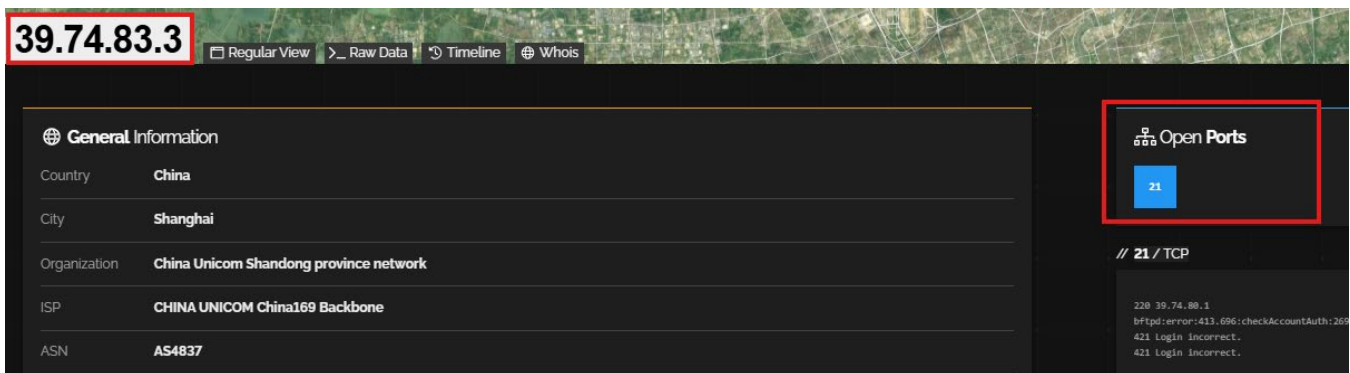 39.74.83.3
Regular View >_ Raw Data Timeline Whois
General Information
Country China
City Shanghai
Organization China Unicom Shandong province network
ISP CHINA UNICOM China169 Backbone
ASN AS4837
Open Ports
21
// 21 / TCP
220 39.74.80.1
bftpd:error:413.696:checkAccountAuth:269
421 Login incorrect.
421 Login incorrect.